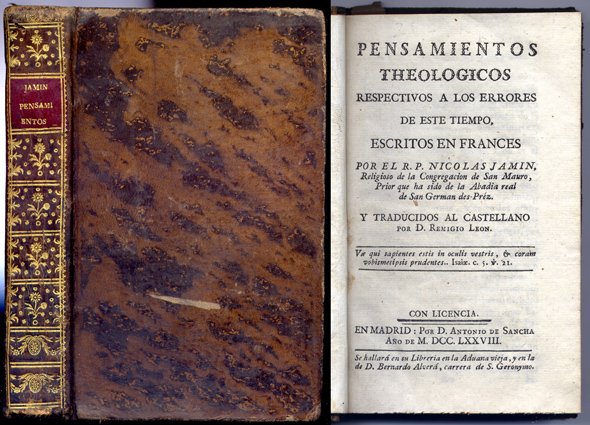 JAMIN
PENSAMI
ENTOS
PENSAMIENTOS
THEOLOGICOS
RESPECTIVOS A LOS ERRORES
DE ESTE TIEMPO,
ESCRITOS EN FRANCES
POR EL R. P. NICOLAS JAMIN,
Religioso de la Congregacion de San Mauro,
Prior que ha sido de la Abadia real
de San German des-Préz.
Y TRADUCIDOS AL CASTELLANO
POR D. REMIGIO LEON.
Væ qui sapientes estis in oculis vestris, & coram
vobismetipsis prudentes.. Isaiæ. c. 5. ℣. 21.
CON LICENCIA.
EN MADRID : POR D. ANTONIO DE SANCHA
AÑO DE M. DCC. LXXVIII.
Se hallará en su Libreria en la Aduana vieja, y en la
de D. Bernardo Alverá, carrera de S. Geronymo.